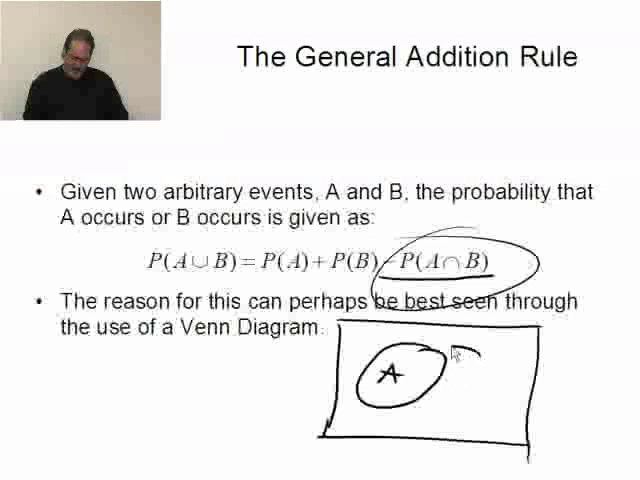 The General Addition Rule
• Given two arbitrary events, A and B, the probability that
A occurs or B occurs is given as:
P(A ∪ B) = P(A) + P(B) − P(A ∩ B)
• The reason for this can perhaps be best seen through
the use of a Venn Diagram.
A